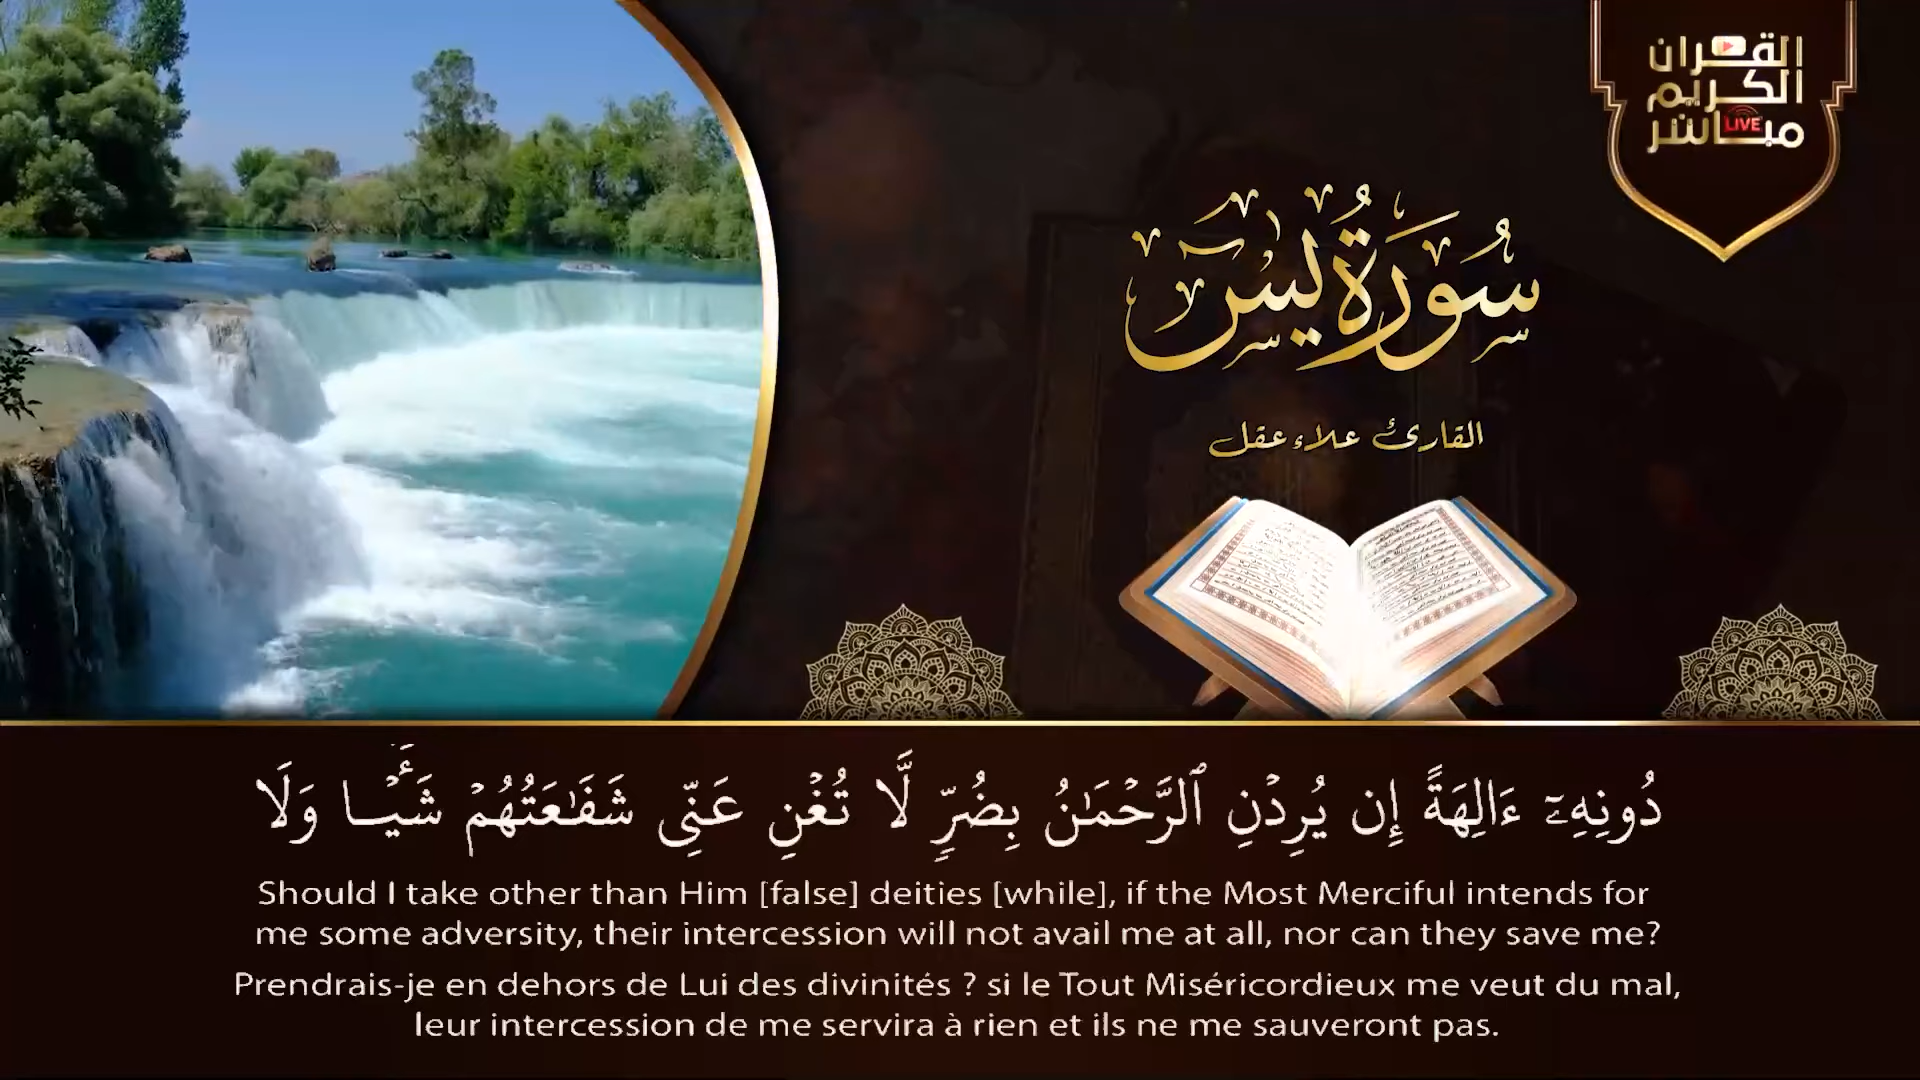 القرآن
الكريم
مباشر
LIVE
سُورَةُ يسٓ
القارئ علاء عقل
دُونِهِۦٓ ءَالِهَةً إِن يُرِدْنِ ٱلرَّحْمَٰنُ بِضُرٍّ لَّا تُغْنِ عَنِّى شَفَٰعَتُهُمْ شَيْـًٔا وَلَا
Should I take other than Him [false] deities [while], if the Most Merciful intends for
me some adversity, their intercession will not avail me at all, nor can they save me?
Prendrais-je en dehors de Lui des divinités ? si le Tout Miséricordieux me veut du mal,
leur intercession de me servira à rien et ils ne me sauveront pas.